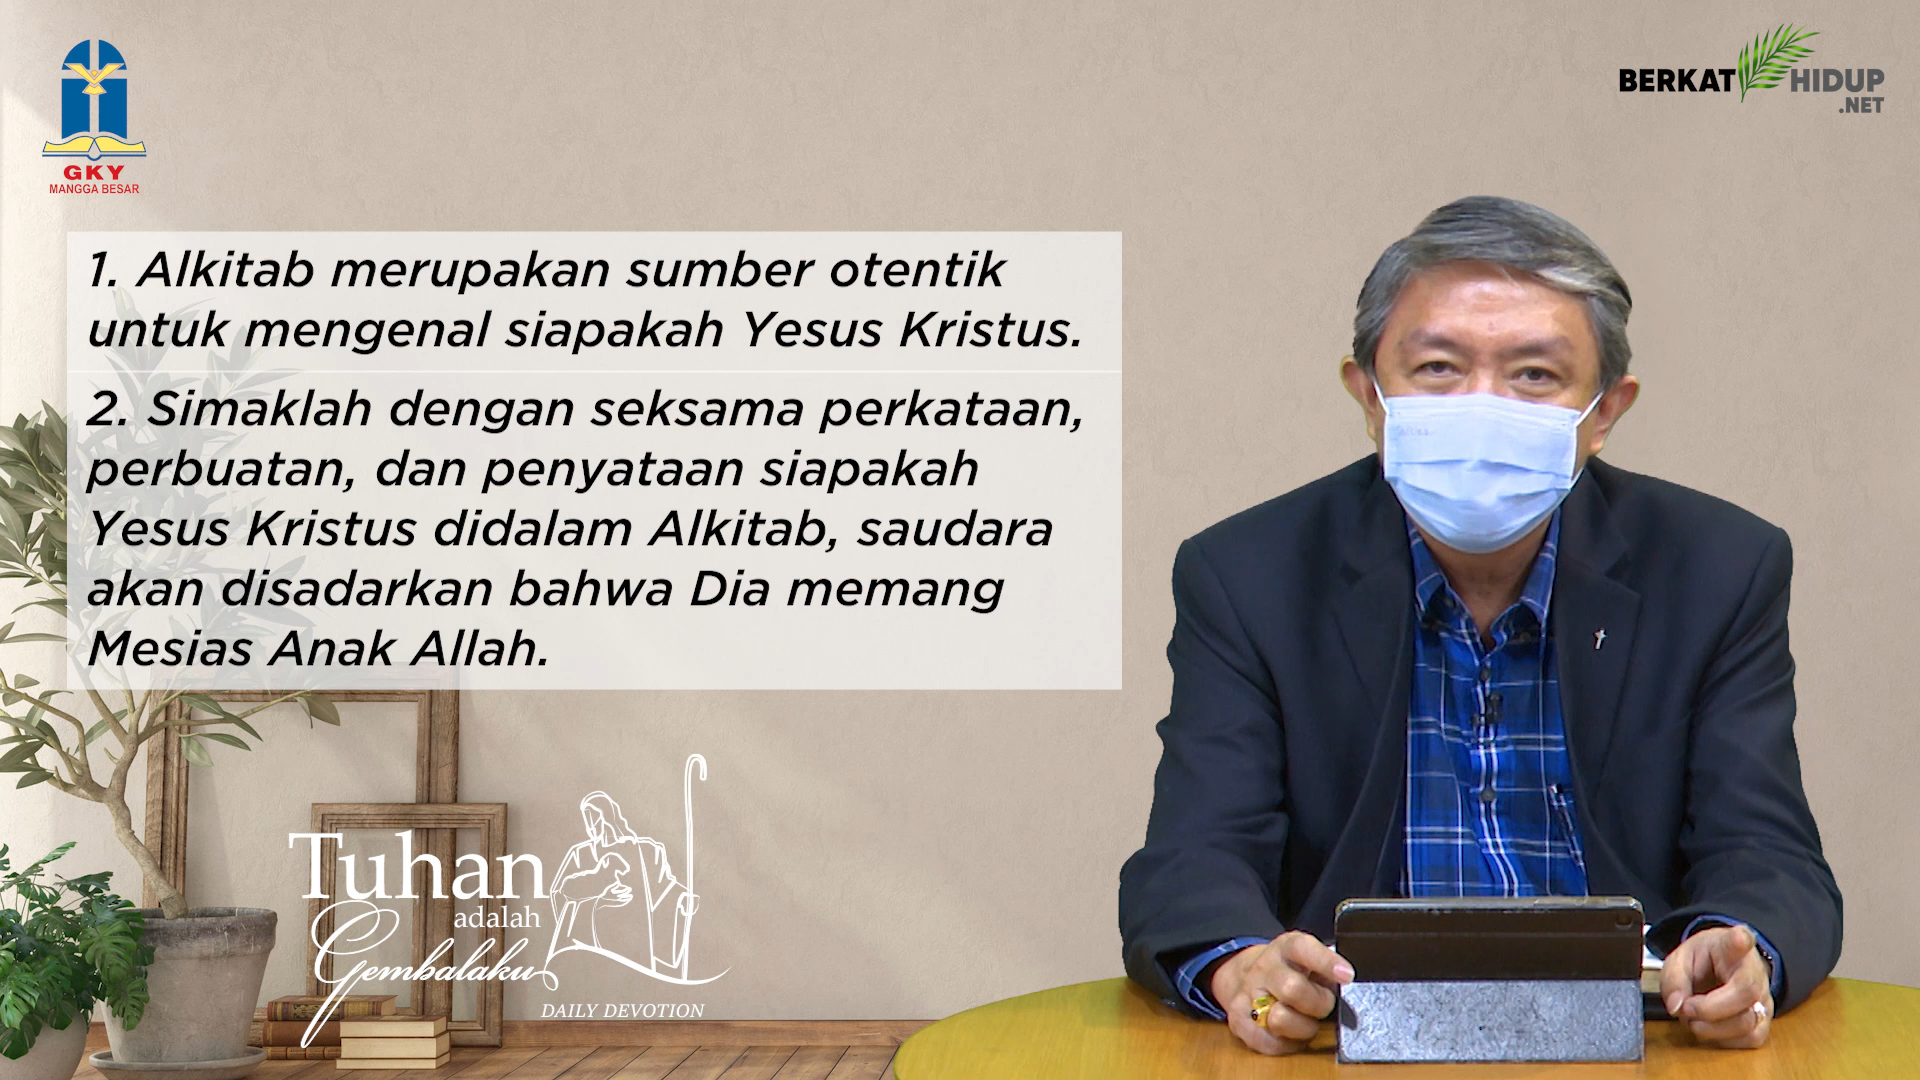 GKY
MANGGA BESAR
BERKAT HIDUP
.NET
1. Alkitab merupakan sumber otentik
untuk mengenal siapakah Yesus Kristus.
2. Simaklah dengan seksama perkataan,
perbuatan, dan penyataan siapakah
Yesus Kristus didalam Alkitab, saudara
akan disadarkan bahwa Dia memang
Mesias Anak Allah.
Tuhan
adalah
Gembalaku
DAILY DEVOTION